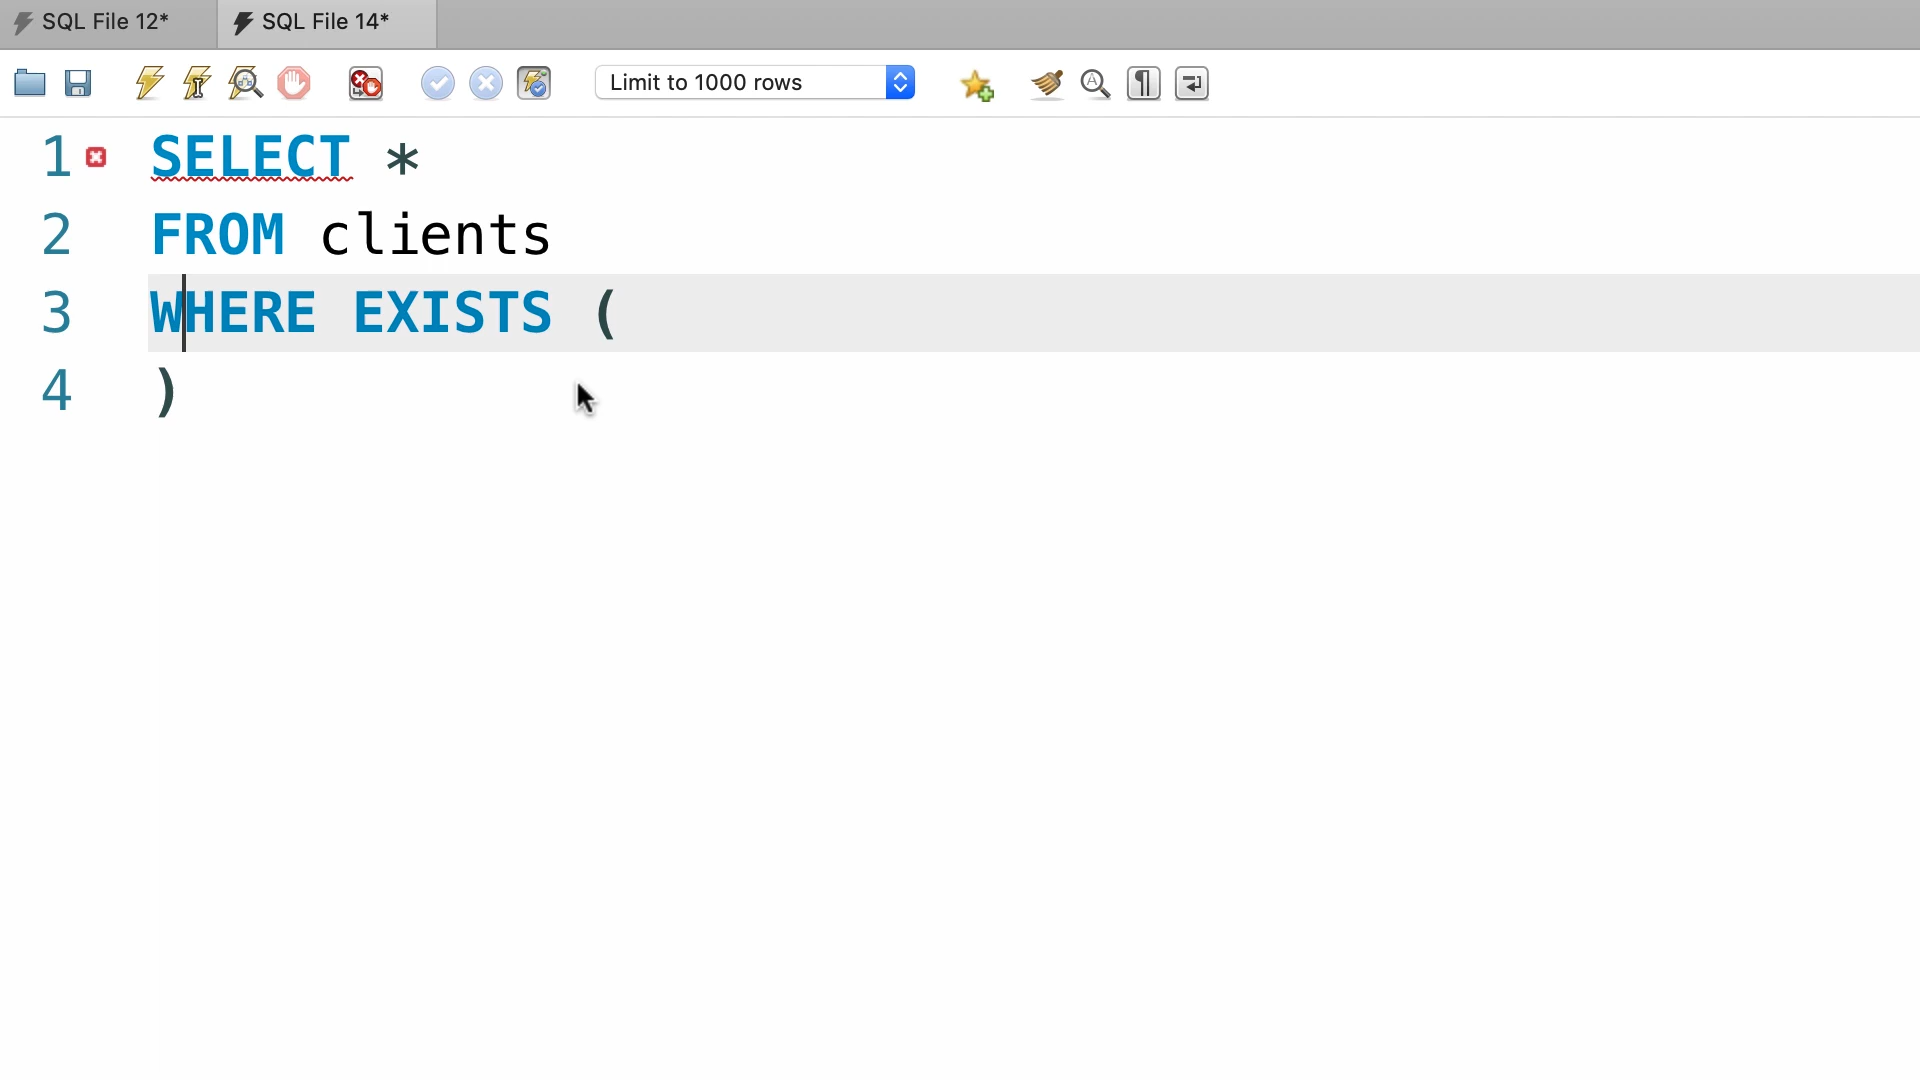 SQL File 12*
SQL File 14*
Limit to 1000 rows
1 SELECT *
2 FROM clients
3 WHERE EXISTS (
4 )